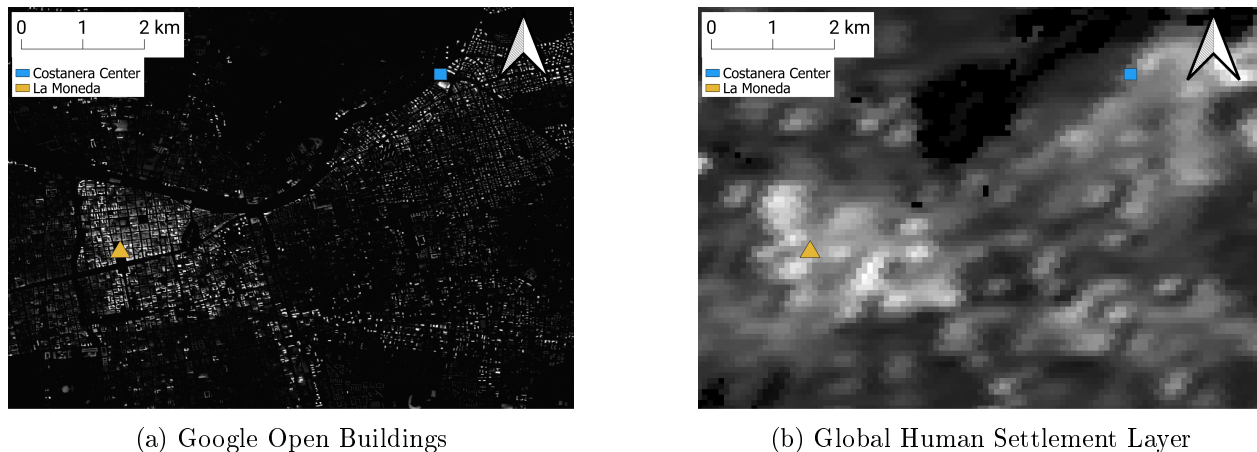 0 1 2 km
Costanera Center
La Moneda
0 1 2 km
Costanera Center
La Moneda
(a) Google Open Buildings
(b) Global Human Settlement Layer